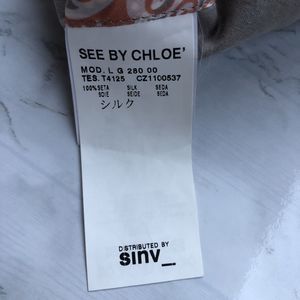 SEE BY CHLOE'
MOD. L G 280 00
TES. T4125 CZ1100537
100%SETA SILK SEDA
SOIE SEIDE SEDA
シルク
DISTRIBUTED BY
sinv_.